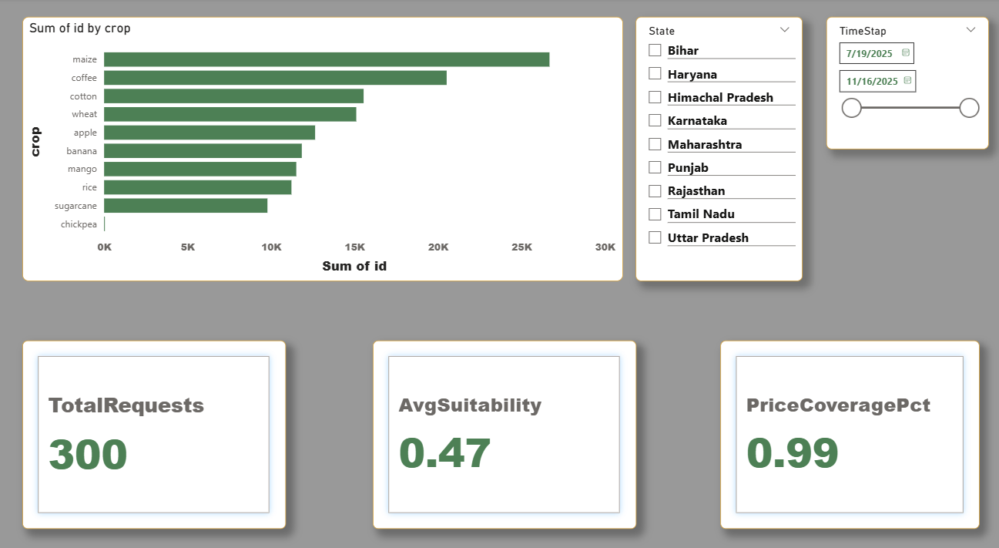 Sum of id by crop
crop
maize
coffee
cotton
wheat
apple
banana
mango
rice
sugarcane
chickpea
0K 5K 10K 15K 20K 25K 30K
Sum of id
State
Bihar
Haryana
Himachal Pradesh
Karnataka
Maharashtra
Punjab
Rajasthan
Tamil Nadu
Uttar Pradesh
TimeStap
7/19/2025
11/16/2025
TotalRequests
300
AvgSuitability
0.47
PriceCoveragePct
0.99